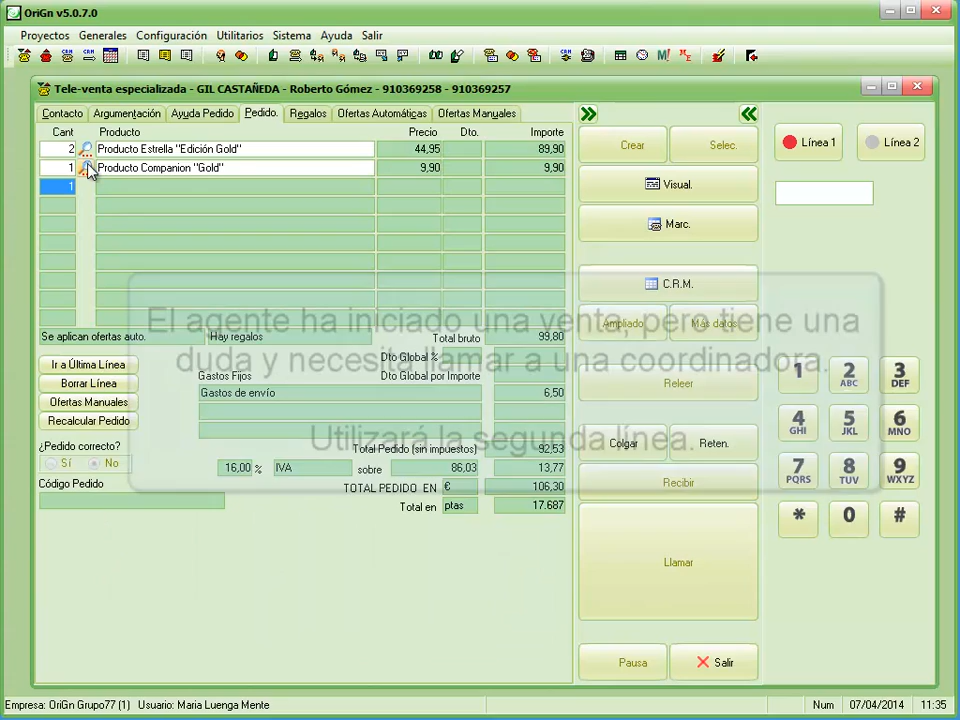 OriGn v5.0.7.0
Proyectos Generales Configuración Utilitarios Sistema Ayuda Salir
Tele-venta especializada - GIL CASTAÑEDA - Roberto Gómez - 910369258 - 910369257
Contacto Argumentación Ayuda Pedido Pedido. Regalos Ofertas Automáticas Ofertas Manuales
Cant Producto Precio Dto. Importe
2 Producto Estrella "Edición Gold" 44,95 89,90
1 Producto Companion "Gold" 9,90 9,90
1
Se aplican ofertas auto. Hay regalos Total bruto 99,80
Dto Global %
Ir a Última Línea
Gastos Fijos Dto Global por Importe
Borrar Línea
Gastos de envío 6,50
Ofertas Manuales
Recalcular Pedido
¿Pedido correcto?
Total Pedido (sin impuestos) 92,53
Sí No
16,00 % IVA sobre 86,03 13,77
Código Pedido
TOTAL PEDIDO EN € 106,30
Total en ptas 17.687
El agente ha iniciado una venta, pero tiene una
duda y necesita llamar a una coordinadora.
Utilizará la segunda línea.
Crear Selec.
Visual.
Marc.
C.R.M.
Ampliado Más datos
Releer
Colgar Reten.
Recibir
Llamar
Pausa Salir
Línea 1 Línea 2
1 2 ABC 3 DEF
4 GHI 5 JKL 6 MNO
7 PQRS 8 TUV 9 WXYZ
* 0 #
Empresa: OriGn Grupo77 (1) Usuario: Maria Luenga Mente Num 07/04/2014 11:35